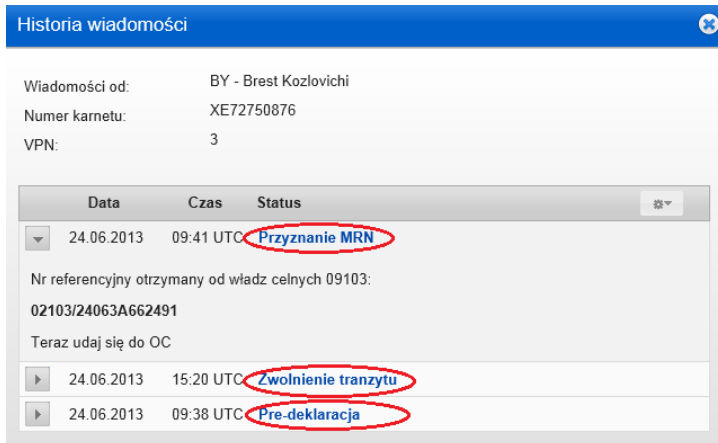 Historia wiadomości
Wiadomości od: BY - Brest Kozlovichi
Numer karnetu: XE72750876
VPN: 3
Data Czas Status
24.06.2013 09:41 UTC Przyznanie MRN
Nr referencyjny otrzymany od władz celnych 09103:
02103/24063A662491
Teraz udaj się do OC
24.06.2013 15:20 UTC Zwolnienie tranzytu
24.06.2013 09:38 UTC Pre-deklaracja